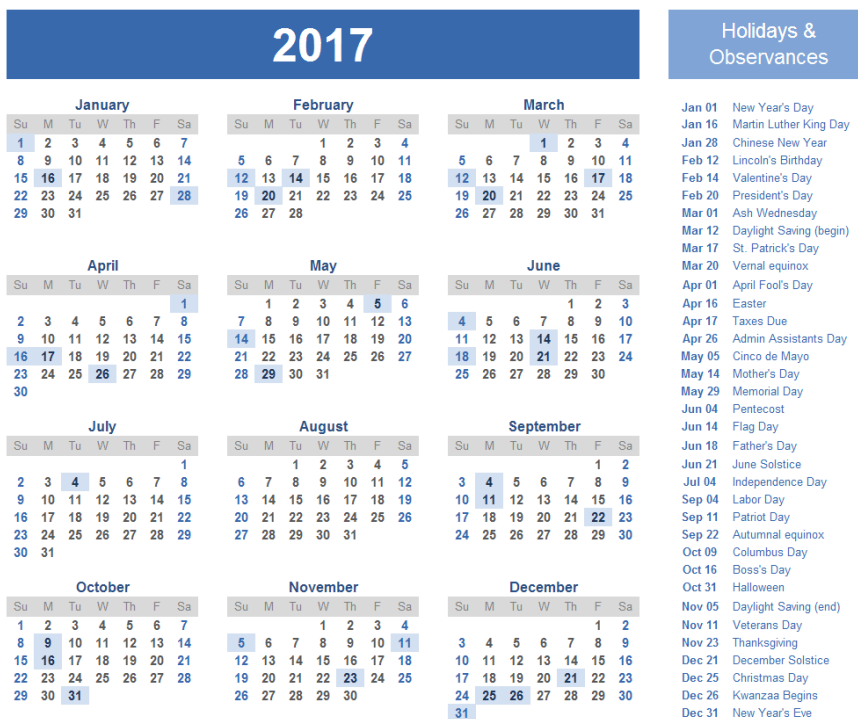 2017
Holidays &
Observances
January February March
Su M Tu W Th F Sa Su M Tu W Th F Sa Su M Tu W Th F Sa
1 2 3 4 5 6 7 1 2 3 4 1 2 3 4
8 9 10 11 12 13 14 5 6 7 8 9 10 11 5 6 7 8 9 10 11
15 16 17 18 19 20 21 12 13 14 15 16 17 18 12 13 14 15 16 17 18
22 23 24 25 26 27 28 19 20 21 22 23 24 25 19 20 21 22 23 24 25
29 30 31 26 27 28 26 27 28 29 30 31
April May June
Su M Tu W Th F Sa Su M Tu W Th F Sa Su M Tu W Th F Sa
1 1 2 3 4 5 6 1 2 3
2 3 4 5 6 7 8 7 8 9 10 11 12 13 4 5 6 7 8 9 10
9 10 11 12 13 14 15 14 15 16 17 18 19 20 11 12 13 14 15 16 17
16 17 18 19 20 21 22 21 22 23 24 25 26 27 18 19 20 21 22 23 24
23 24 25 26 27 28 29 28 29 30 31 25 26 27 28 29 30
30
July August September
Su M Tu W Th F Sa Su M Tu W Th F Sa Su M Tu W Th F Sa
1 1 2 3 4 5 1 2
2 3 4 5 6 7 8 6 7 8 9 10 11 12 3 4 5 6 7 8 9
9 10 11 12 13 14 15 13 14 15 16 17 18 19 10 11 12 13 14 15 16
16 17 18 19 20 21 22 20 21 22 23 24 25 26 17 18 19 20 21 22 23
23 24 25 26 27 28 29 27 28 29 30 31 24 25 26 27 28 29 30
30 31
October November December
Su M Tu W Th F Sa Su M Tu W Th F Sa Su M Tu W Th F Sa
1 2 3 4 5 6 7 1 2 3 4 1 2
8 9 10 11 12 13 14 5 6 7 8 9 10 11 3 4 5 6 7 8 9
15 16 17 18 19 20 21 12 13 14 15 16 17 18 10 11 12 13 14 15 16
22 23 24 25 26 27 28 19 20 21 22 23 24 25 17 18 19 20 21 22 23
29 30 31 26 27 28 29 30 24 25 26 27 28 29 30
31
Jan 01 New Year's Day
Jan 16 Martin Luther King Day
Jan 28 Chinese New Year
Feb 12 Lincoln's Birthday
Feb 14 Valentine's Day
Feb 20 President's Day
Mar 01 Ash Wednesday
Mar 12 Daylight Saving (begin)
Mar 17 St. Patrick's Day
Mar 20 Vernal equinox
Apr 01 April Fool's Day
Apr 16 Easter
Apr 17 Taxes Due
Apr 26 Admin Assistants Day
May 05 Cinco de Mayo
May 14 Mother's Day
May 29 Memorial Day
Jun 04 Pentecost
Jun 14 Flag Day
Jun 18 Father's Day
Jun 21 June Solstice
Jul 04 Independence Day
Sep 04 Labor Day
Sep 11 Patriot Day
Sep 22 Autumnal equinox
Oct 09 Columbus Day
Oct 16 Boss's Day
Oct 31 Halloween
Nov 05 Daylight Saving (end)
Nov 11 Veterans Day
Nov 23 Thanksgiving
Dec 21 December Solstice
Dec 25 Christmas Day
Dec 26 Kwanzaa Begins
Dec 31 New Year's Eve